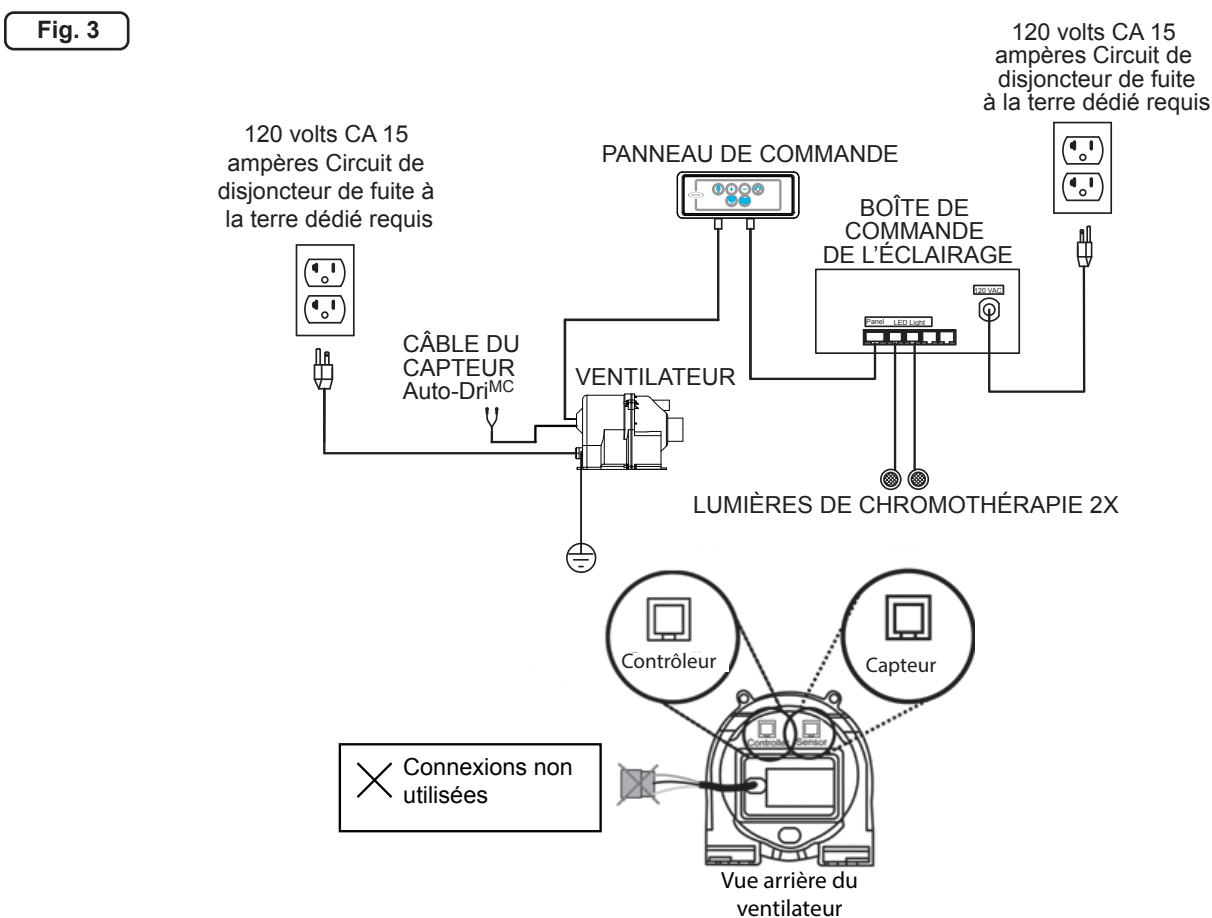 Fig. 3
120 volts CA 15
ampères Circuit de
disjoncteur de fuite
à la terre dédié requis
120 volts CA 15
ampères Circuit de
disjoncteur de fuite à
la terre dédié requis
PANNEAU DE COMMANDE
BOÎTE DE
COMMANDE
DE L'ÉCLAIRAGE
120 VAC
Panel LED Light
CÂBLE DU
CAPTEUR
Auto-DriMC
VENTILATEUR
LUMIÈRES DE CHROMOTHÉRAPIE 2X
Contrôleur
Capteur
Controller
Sensor
Connexions non
utilisées
Vue arrière du
ventilateur